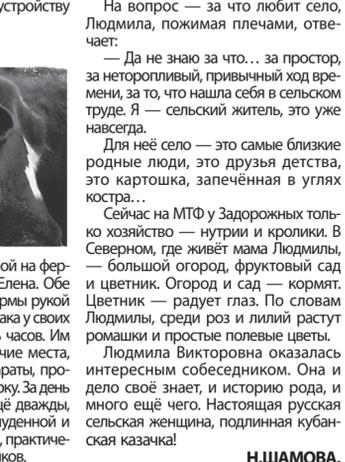 устройству
ой на фер-
Елена. Обе
рмы рукой
ака у своих
часов. Им
чие места,
араты, про-
рку. За день
щё дважды,
нуденной и
, практиче-
ников.
На вопрос — за что любит село,
Людмила, пожимая плечами, отве-
чает:
— Да не знаю за что… за простор,
за неторопливый, привычный ход вре-
мени, за то, что нашла себя в сельском
труде. Я — сельский житель, это уже
навсегда.
Для неё село — это самые близкие
родные люди, это друзья детства,
это картошка, запечённая в углях
костра…
Сейчас на МТФ у Задорожных толь-
ко хозяйство — нутрии и кролики. В
Северном, где живёт мама Людмилы,
— большой огород, фруктовый сад
и цветник. Огород и сад — кормят.
Цветник — радует глаз. По словам
Людмилы, среди роз и лилий растут
ромашки и простые полевые цветы.
Людмила Викторовна оказалась
интересным собеседником. Она и
дело своё знает, и историю рода, и
много ещё чего. Настоящая русская
сельская женщина, подлинная кубан-
ская казачка!
Н.ШАМОВА.